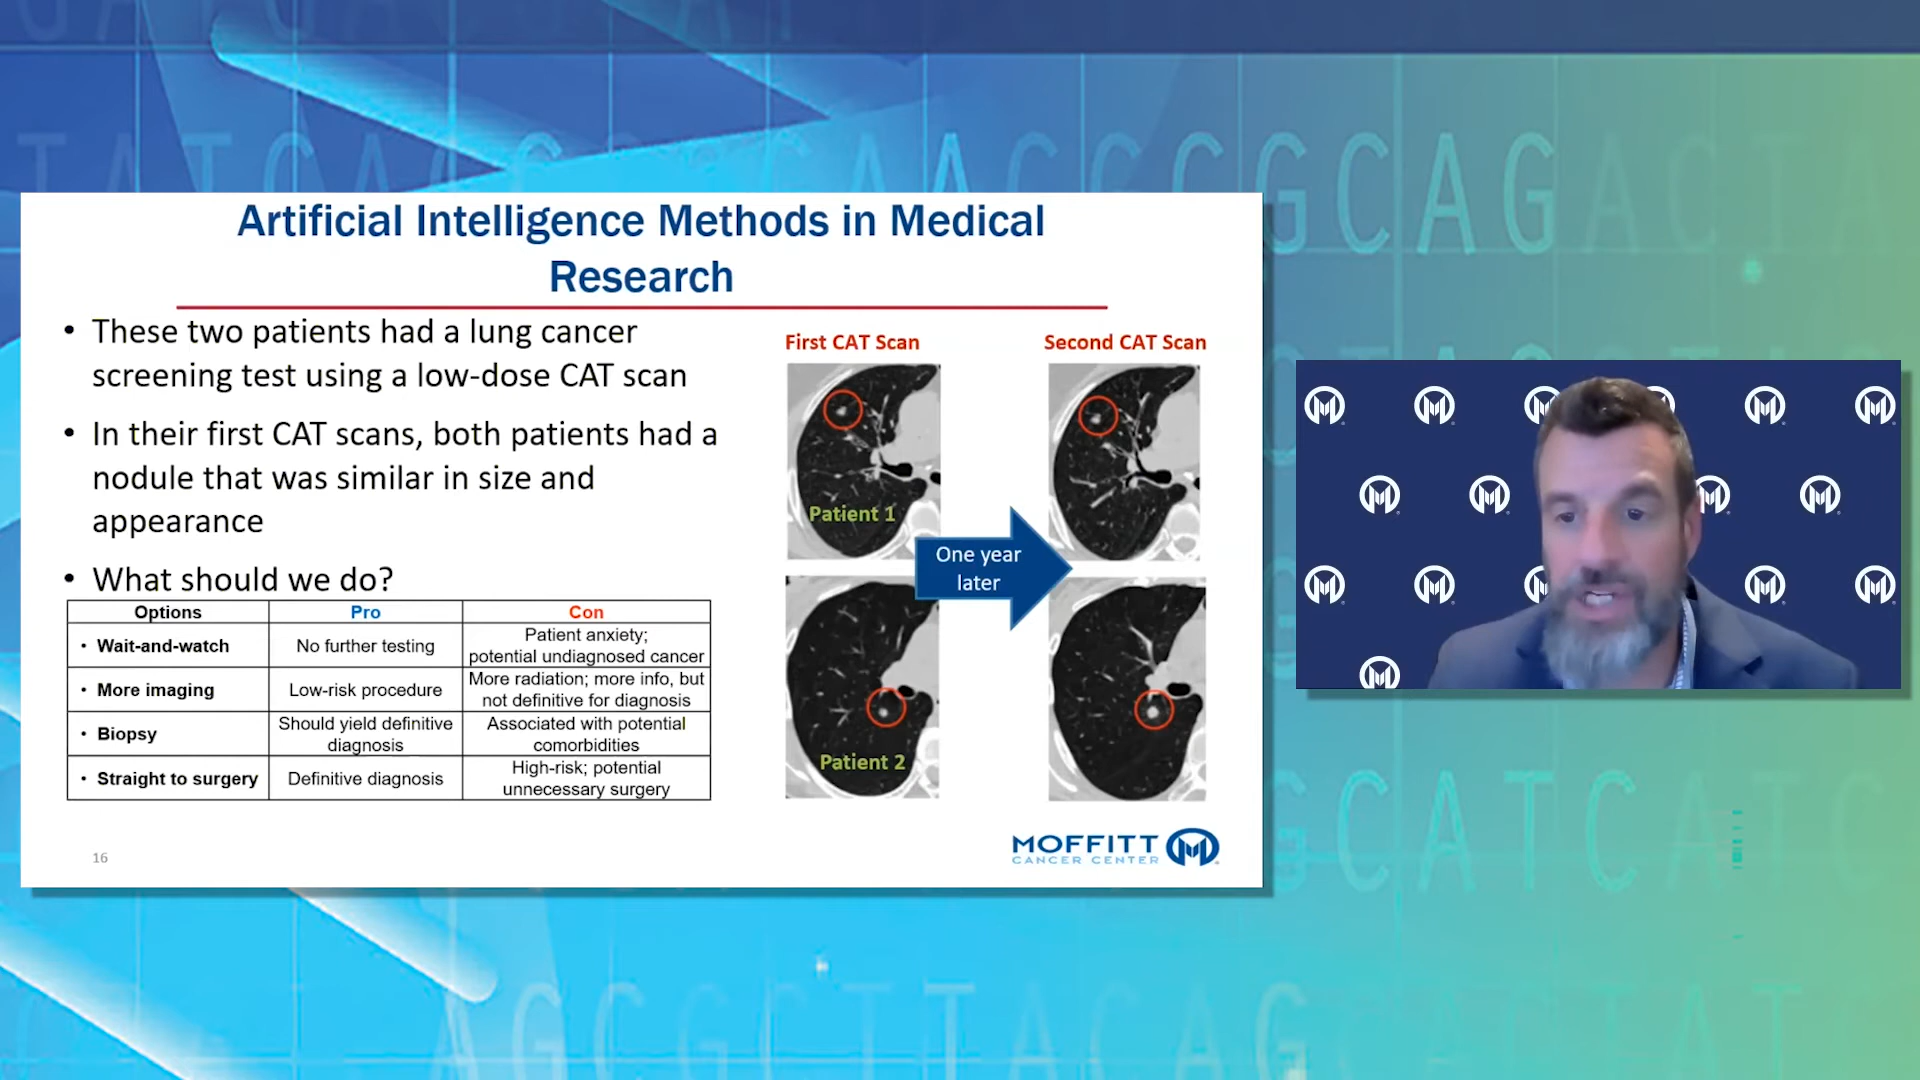 Artificial Intelligence Methods in Medical
Research
• These two patients had a lung cancer
screening test using a low-dose CAT scan
• In their first CAT scans, both patients had a
nodule that was similar in size and
appearance
• What should we do?
Options Pro Con
• Wait-and-watch No further testing Patient anxiety;
potential undiagnosed cancer
• More imaging Low-risk procedure More radiation; more info, but
not definitive for diagnosis
• Biopsy Should yield definitive
diagnosis Associated with potential
comorbidities
• Straight to surgery Definitive diagnosis High-risk; potential
unnecessary surgery
First CAT Scan
Second CAT Scan
Patient 1
One year
later
Patient 2
16
MOFFITT
CANCER CENTER
GCAG
GCATC
AGCGCTTACAG